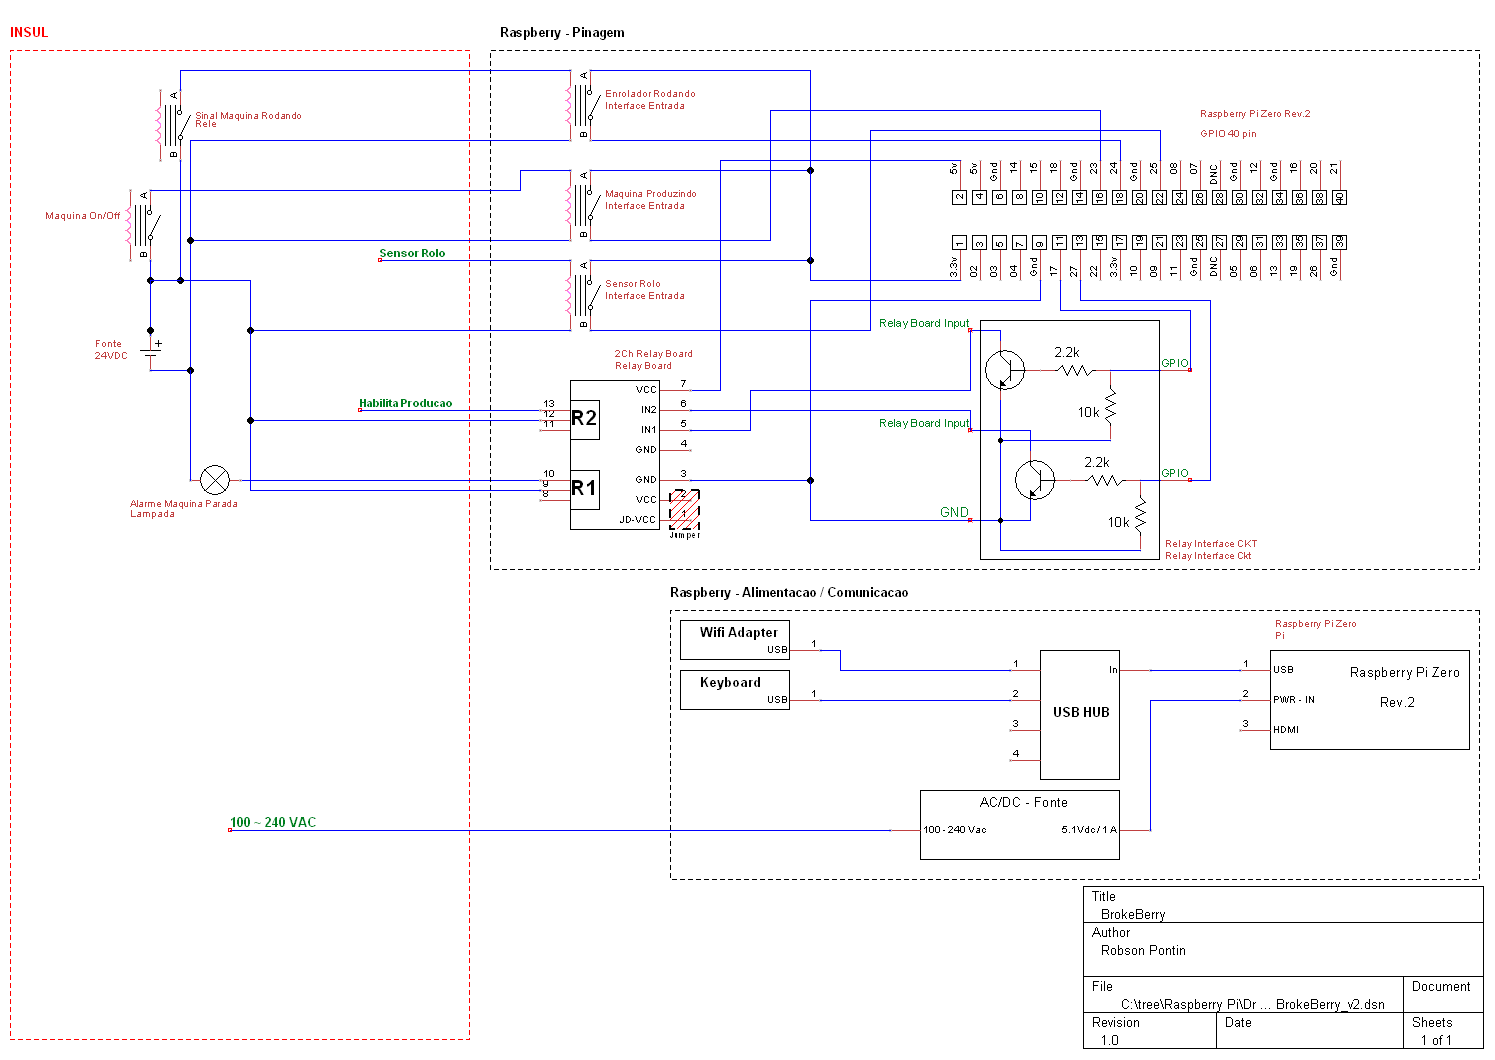 INSUL
Raspberry - Pinagem
A
B
Sinal Maquina Rodando
Rele
A
B
Maquina On/Off
Fonte
24VDC
+
Sensor Rolo
Habilita Producao
Alarme Maquina Parada
Lampada
A
B
Enrolador Rodando
Interface Entrada
A
B
Maquina Produzindo
Interface Entrada
A
B
Sensor Rolo
Interface Entrada
2Ch Relay Board
Relay Board
13
12
11
R2
10
9
8
R1
VCC 7
IN2 6
IN1 5
GND 4
GND 3
VCC 2
JD-VCC 1
Jumper
Raspberry Pi Zero Rev.2
GPIO 40 pin
5v 5v Gnd 14 15 18 Gnd 23 24 Gnd 25 08 07 DNC Gnd 12 Gnd 16 20 21
2 4 6 8 10 12 14 16 18 20 22 24 26 28 30 32 34 36 38 40
1 3 5 7 9 11 13 15 17 19 21 23 25 27 29 31 33 35 37 39
3.3v 02 03 04 Gnd 17 27 22 3.3v 10 09 11 Gnd DNC 05 06 13 19 26 Gnd
Relay Board Input
2.2k
GPIO
10k
Relay Board Input
2.2k
GPIO
10k
GND
Relay Interface CKT
Relay Interface Ckt
Raspberry - Alimentacao / Comunicacao
Wifi Adapter
USB 1
Keyboard
USB 1
1
2
3
4
In
USB HUB
Raspberry Pi Zero
Pi
1 USB
2 PWR - IN
3 HDMI
Raspberry Pi Zero
Rev.2
AC/DC - Fonte
100 - 240 Vac
5.1Vdc/1 A
100 ~ 240 VAC
Title
BrokeBerry
Author
Robson Pontin
File
C:\tree\Raspberry Pi\Dr ... BrokeBerry_v2.dsn
Document
Revision
1.0
Date
Sheets
1 of 1